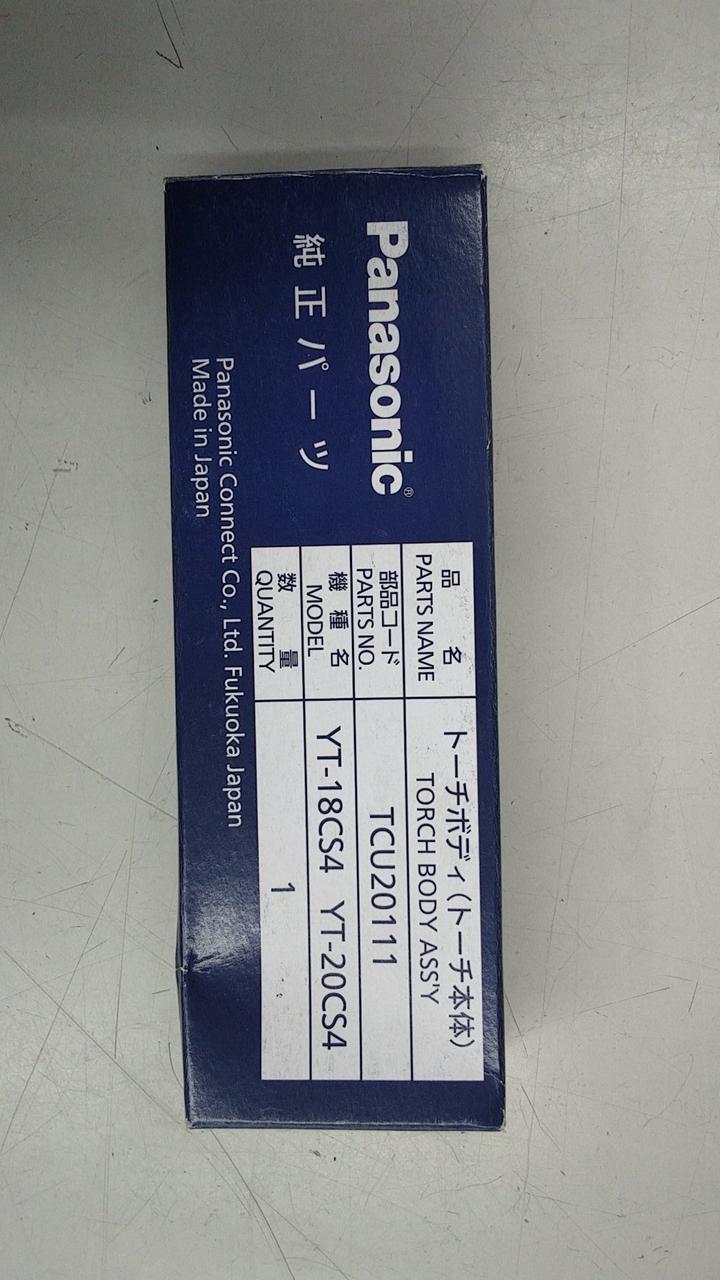 Panasonic®
純正パーツ
Panasonic Connect Co., Ltd. Fukuoka Japan
Made in Japan
品名 トーチボディ(トーチ本体)
PARTS NAME TORCH BODY ASS'Y
部品コード TCU20111
PARTS NO.
機種名 YT-18CS4 YT-20CS4
MODEL
数量 1
QUANTITY